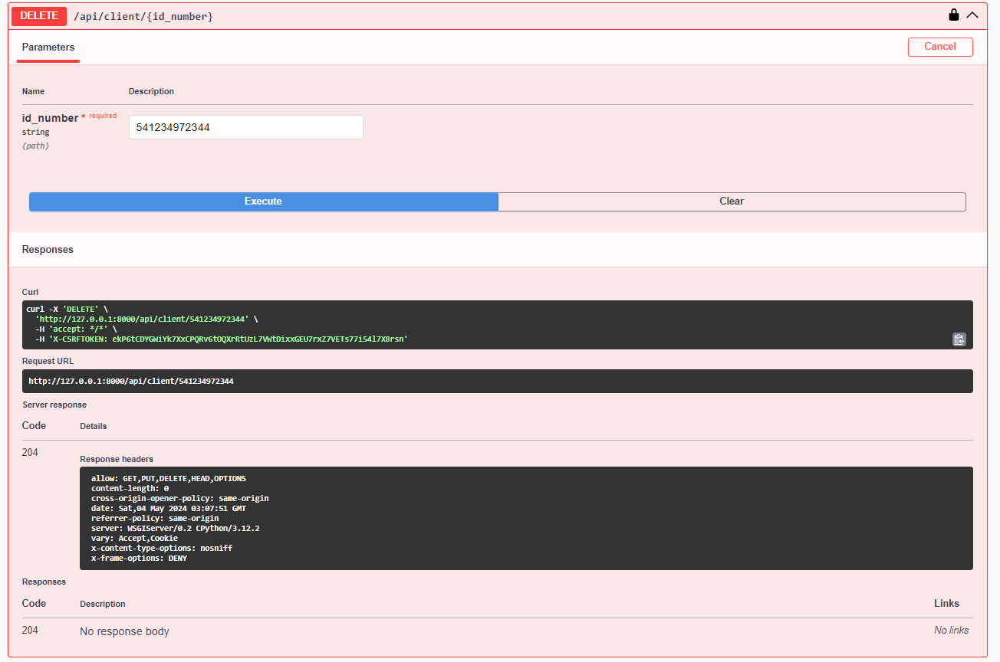 DELETE /api/client/{id_number}
Parameters
Cancel
Name Description
id_number * required
string
(path)
541234972344
Execute Clear
Responses
Curl
curl -X 'DELETE' \
'http://127.0.0.1:8000/api/client/541234972344' \
-H 'accept: */*' \
-H 'X-CSRFTOKEN: ekP6tCDYGWiYk7XxCPQRv6tOQXrRtUzL7VWtDixxGEU7rxZ7VETs77i54l7X8rsn'
Request URL
http://127.0.0.1:8000/api/client/541234972344
Server response
Code Details
204
Response headers
allow: GET,PUT,DELETE,HEAD,OPTIONS
content-length: 0
cross-origin-opener-policy: same-origin
date: Sat,04 May 2024 03:07:51 GMT
referrer-policy: same-origin
server: WSGIServer/0.2 CPython/3.12.2
vary: Accept,Cookie
x-content-type-options: nosniff
x-frame-options: DENY
Responses
Code Description Links
204 No response body No links